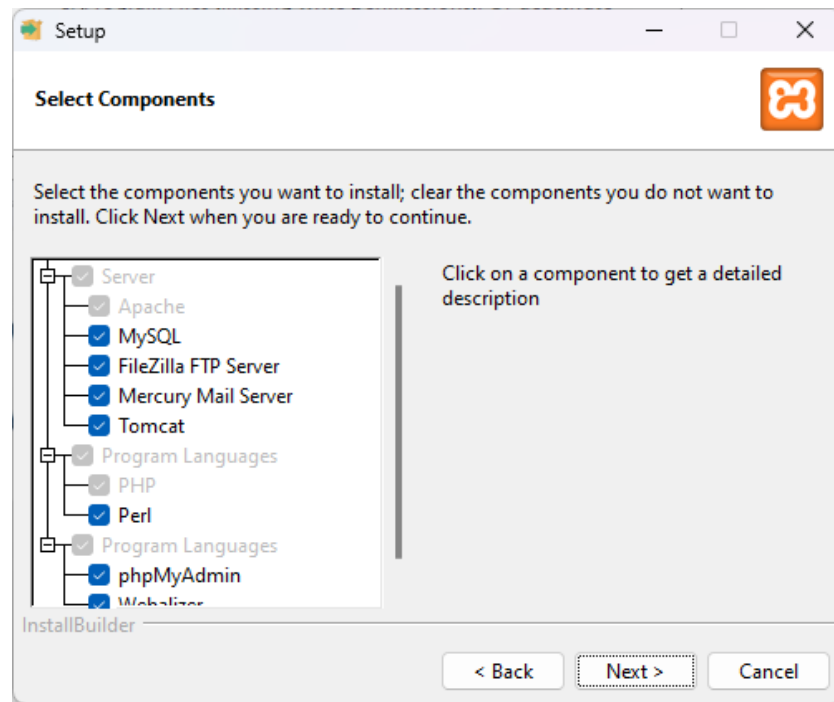 Setup
Select Components
Select the components you want to install; clear the components you do not want to
install. Click Next when you are ready to continue.
Server
Apache
MySQL
FileZilla FTP Server
Mercury Mail Server
Tomcat
Program Languages
PHP
Perl
Program Languages
phpMyAdmin
Webalizer
Click on a component to get a detailed
description
InstallBuilder
< Back
Next >
Cancel